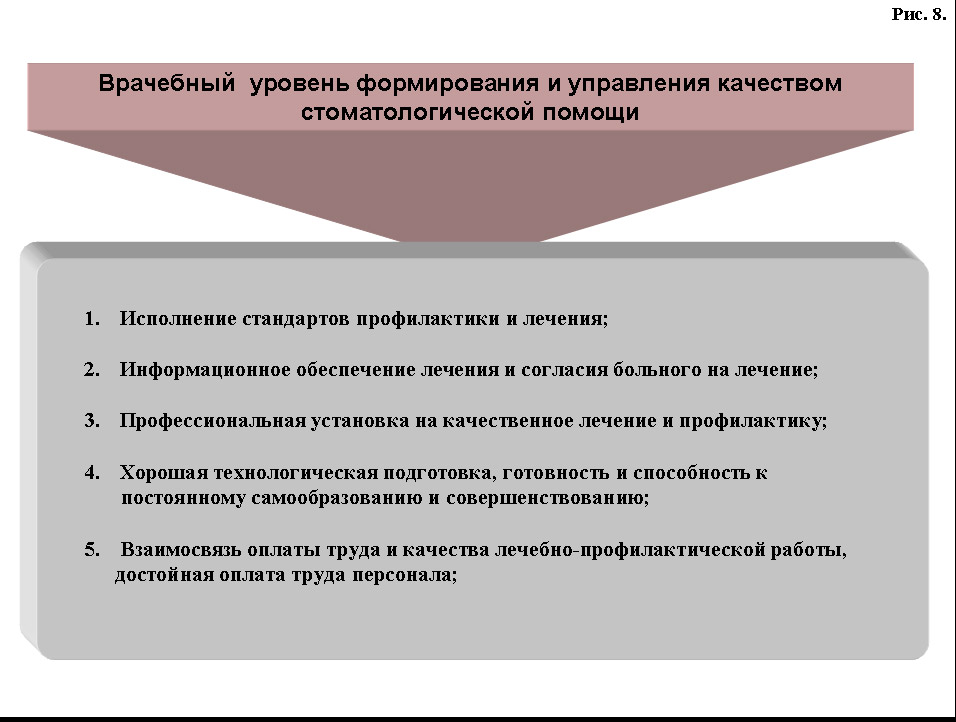 Рис. 8.
Врачебный уровень формирования и управления качеством
стоматологической помощи
1. Исполнение стандартов профилактики и лечения;
2. Информационное обеспечение лечения и согласия больного на лечение;
3. Профессиональная установка на качественное лечение и профилактику;
4. Хорошая технологическая подготовка, готовность и способность к
постоянному самообразованию и совершенствованию;
5. Взаимосвязь оплаты труда и качества лечебно-профилактической работы,
достойная оплата труда персонала;